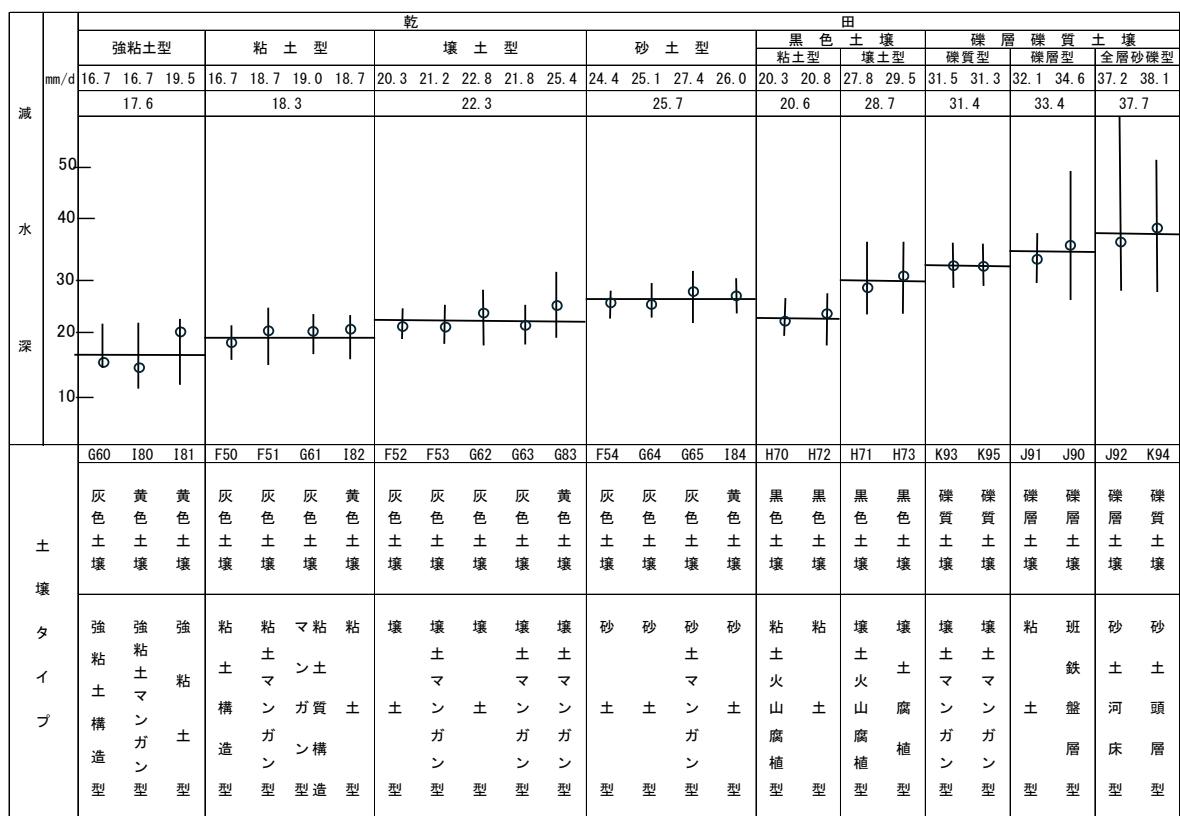 乾田
強粘土型 粘土型 壌土型 砂土型 黒色土壌 礫層礫質土壌
粘土型 壌土型 礫質型 礫層型 全層砂礫型
mm/d 16.7 16.7 19.5 16.7 18.7 19.0 18.7 20.3 21.2 22.8 21.8 25.4 24.4 25.1 27.4 26.0 20.3 20.8 27.8 29.5 31.5 31.3 32.1 34.6 37.2 38.1
17.6 18.3 22.3 25.7 20.6 28.7 31.4 33.4 37.7
減水深
50
40
30
20
10
G60 I80 I81 F50 F51 G61 I82 F52 F53 G62 G63 G83 F54 G64 G65 I84 H70 H72 H71 H73 K93 K95 J91 J90 J92 K94
土壌タイプ
灰色土壌
黄色土壌
黄色土壌
灰色土壌
灰色土壌
灰色土壌
黄色土壌
灰色土壌
灰色土壌
灰色土壌
灰色土壌
黄色土壌
灰色土壌
灰色土壌
灰色土壌
黄色土壌
黒色土壌
黒色土壌
黒色土壌
黒色土壌
礫質土壌
礫質土壌
礫層土壌
礫層土壌
礫層土壌
礫質土壌
強粘土構造型
強粘土マンガン型
強粘土型
粘土構造型
粘土マンガン型
粘土質構造
マンガン型
粘土型
壌土型
壌土マンガン型
壌土型
壌土マンガン型
壌土マンガン型
砂土型
砂土型
砂土マンガン型
砂土型
粘土火山腐植型
粘土型
壌土火山腐植型
壌土腐植型
壌土マンガン型
壌土マンガン型
粘土型
班鉄盤層型
砂土河床型
砂土頭層型